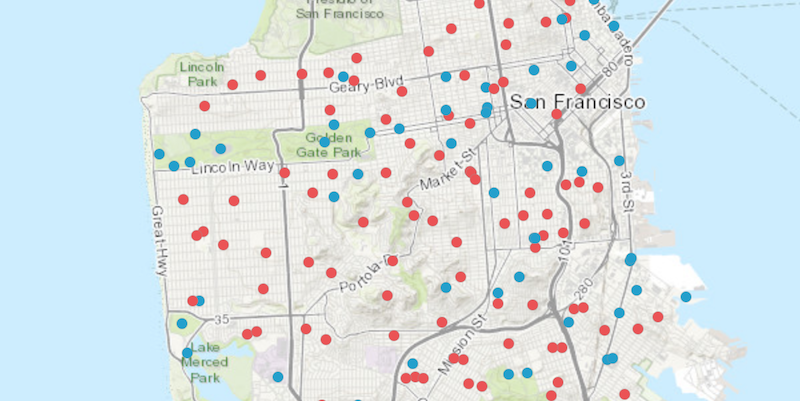 Presidio of
San Francisco
Embarcadero
Lincoln
Park
Geary-Blvd
80
San Francisco
Golden
Gate Park
Lincoln-Way
Market-St
1
3rd-St
Great-Hwy
101
Portola-D
280
35
Mission St
Lake
Merced
Park